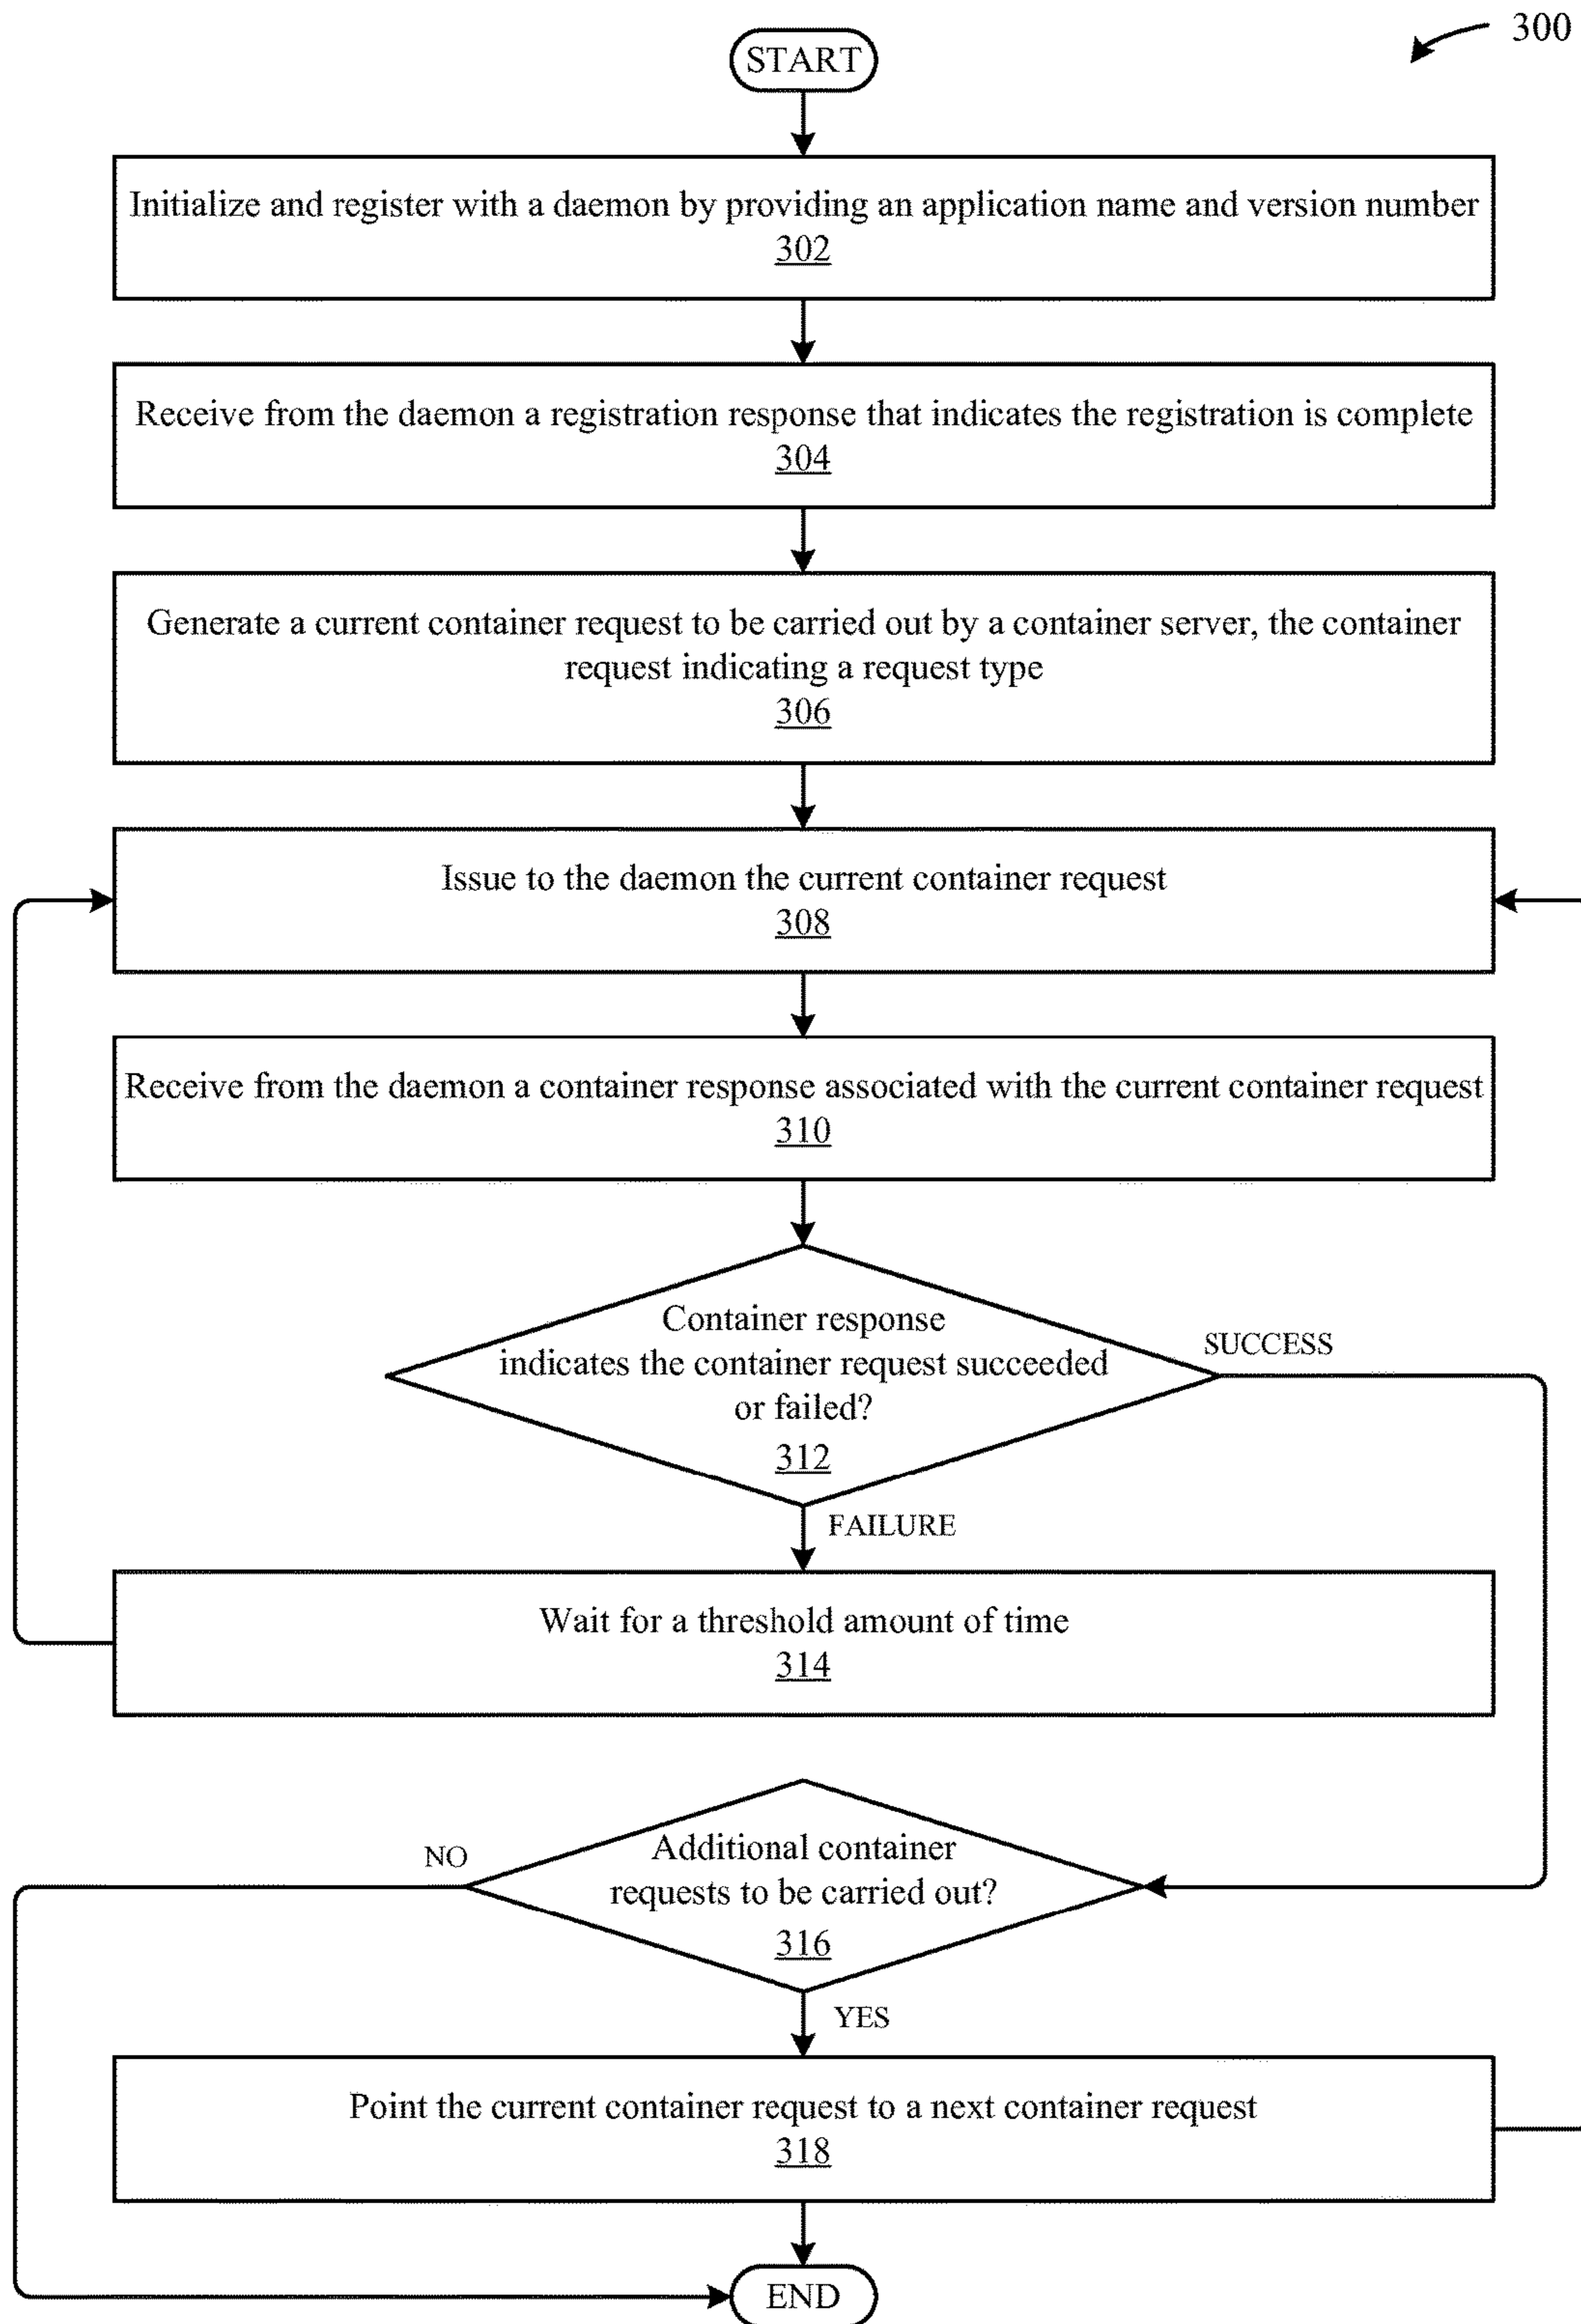 300
START
Initialize and register with a daemon by providing an application name and version number
302
Receive from the daemon a registration response that indicates the registration is complete
304
Generate a current container request to be carried out by a container server, the container
request indicating a request type
306
Issue to the daemon the current container request
308
Receive from the daemon a container response associated with the current container request
310
Container response
indicates the container request succeeded
or failed?
312
SUCCESS
FAILURE
Wait for a threshold amount of time
314
Additional container
requests to be carried out?
316
NO
YES
Point the current container request to a next container request
318
END